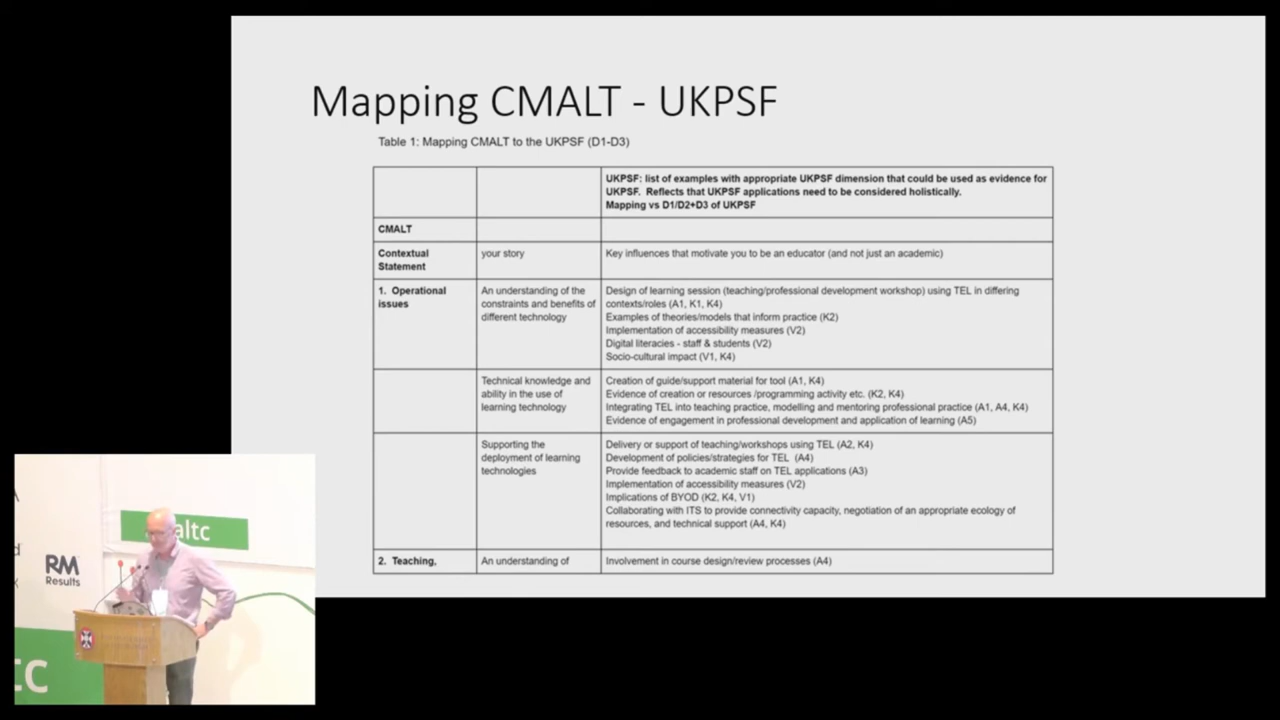 Mapping CMALT - UKPSF
Table 1: Mapping CMALT to the UKPSF (D1-D3)
UKPSF: list of examples with appropriate UKPSF dimension that could be used as evidence for
UKPSF. Reflects that UKPSF applications need to be considered holistically.
Mapping vs D1/D2+D3 of UKPSF
CMALT
Contextual
Statement
your story
Key influences that motivate you to be an educator (and not just an academic)
1. Operational
issues
An understanding of the
constraints and benefits of
different technology
Design of learning session (teaching/professional development workshop) using TEL in differing
contexts/roles (A1, K1, K4)
Examples of theories/models that inform practice (K2)
Implementation of accessibility measures (V2)
Digital literacies - staff & students (V2)
Socio-cultural impact (V1, K4)
Technical knowledge and
ability in the use of
learning technology
Creation of guide/support material for tool (A1, K4)
Evidence of creation or resources /programming activity etc. (K2, K4)
Integrating TEL into teaching practice, modelling and mentoring professional practice (A1, A4, K4)
Evidence of engagement in professional development and application of learning (A5)
Supporting the
deployment of learning
technologies
Delivery or support of teaching/workshops using TEL (A2, K4)
Development of policies/strategies for TEL (A4)
Provide feedback to academic staff on TEL applications (A3)
Implementation of accessibility measures (V2)
Implications of BYOD (K2, K4, V1)
Collaborating with ITS to provide connectivity capacity, negotiation of an appropriate ecology of
resources, and technical support (A4, K4)
2. Teaching,
An understanding of
Involvement in course design/review processes (A4)
altc
RM
Results
tc